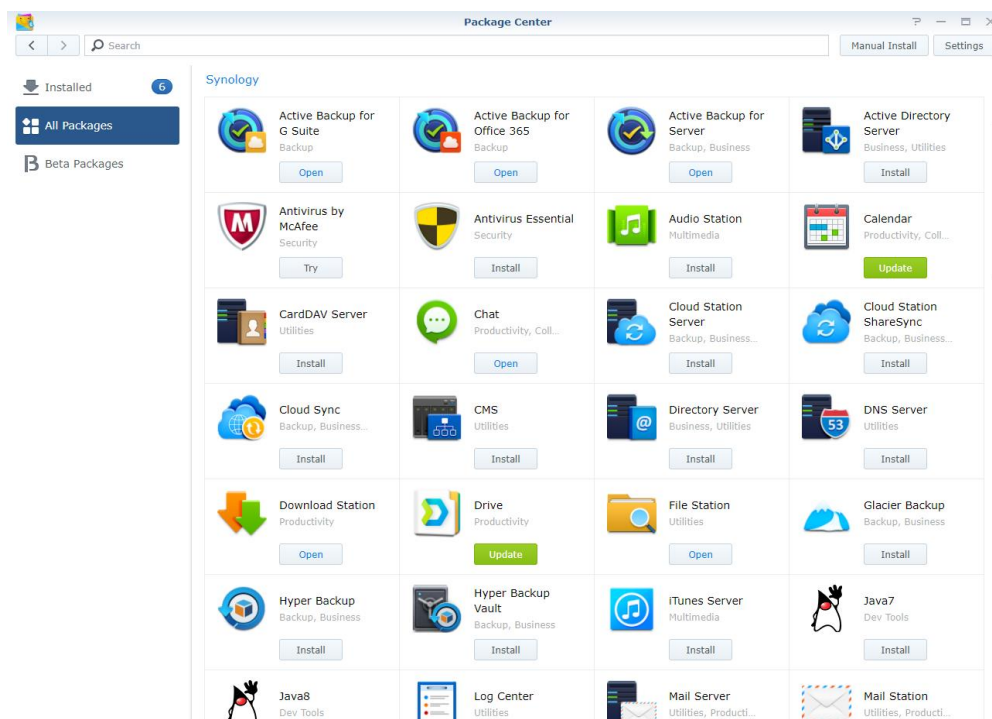 Package Center
Search
Manual Install
Settings
Installed
6
All Packages
Beta Packages
Synology
Active Backup for
G Suite
Backup
Open
Active Backup for
Office 365
Backup
Open
Active Backup for
Server
Backup, Business
Open
Active Directory
Server
Business, Utilities
Install
Antivirus by
McAfee
Security
Try
Antivirus Essential
Security
Install
Audio Station
Multimedia
Install
Calendar
Productivity, Coll...
Update
CardDAV Server
Utilities
Install
Chat
Productivity, Coll...
Open
Cloud Station
Server
Backup, Business...
Install
Cloud Station
ShareSync
Backup, Business...
Install
Cloud Sync
Backup, Business...
Install
CMS
Utilities
Install
@
Directory Server
Business, Utilities
Install
53
DNS Server
Utilities
Install
Download Station
Productivity
Open
Drive
Productivity
Update
File Station
Utilities
Open
Glacier Backup
Backup, Business
Install
Hyper Backup
Backup, Business
Install
Hyper Backup
Vault
Backup, Business
Install
iTunes Server
Multimedia
Install
Java7
Dev Tools
Install
Java8
Dev Tools
Log Center
Utilities
Mail Server
Utilities, Producti...
Mail Station
Utilities, Producti...